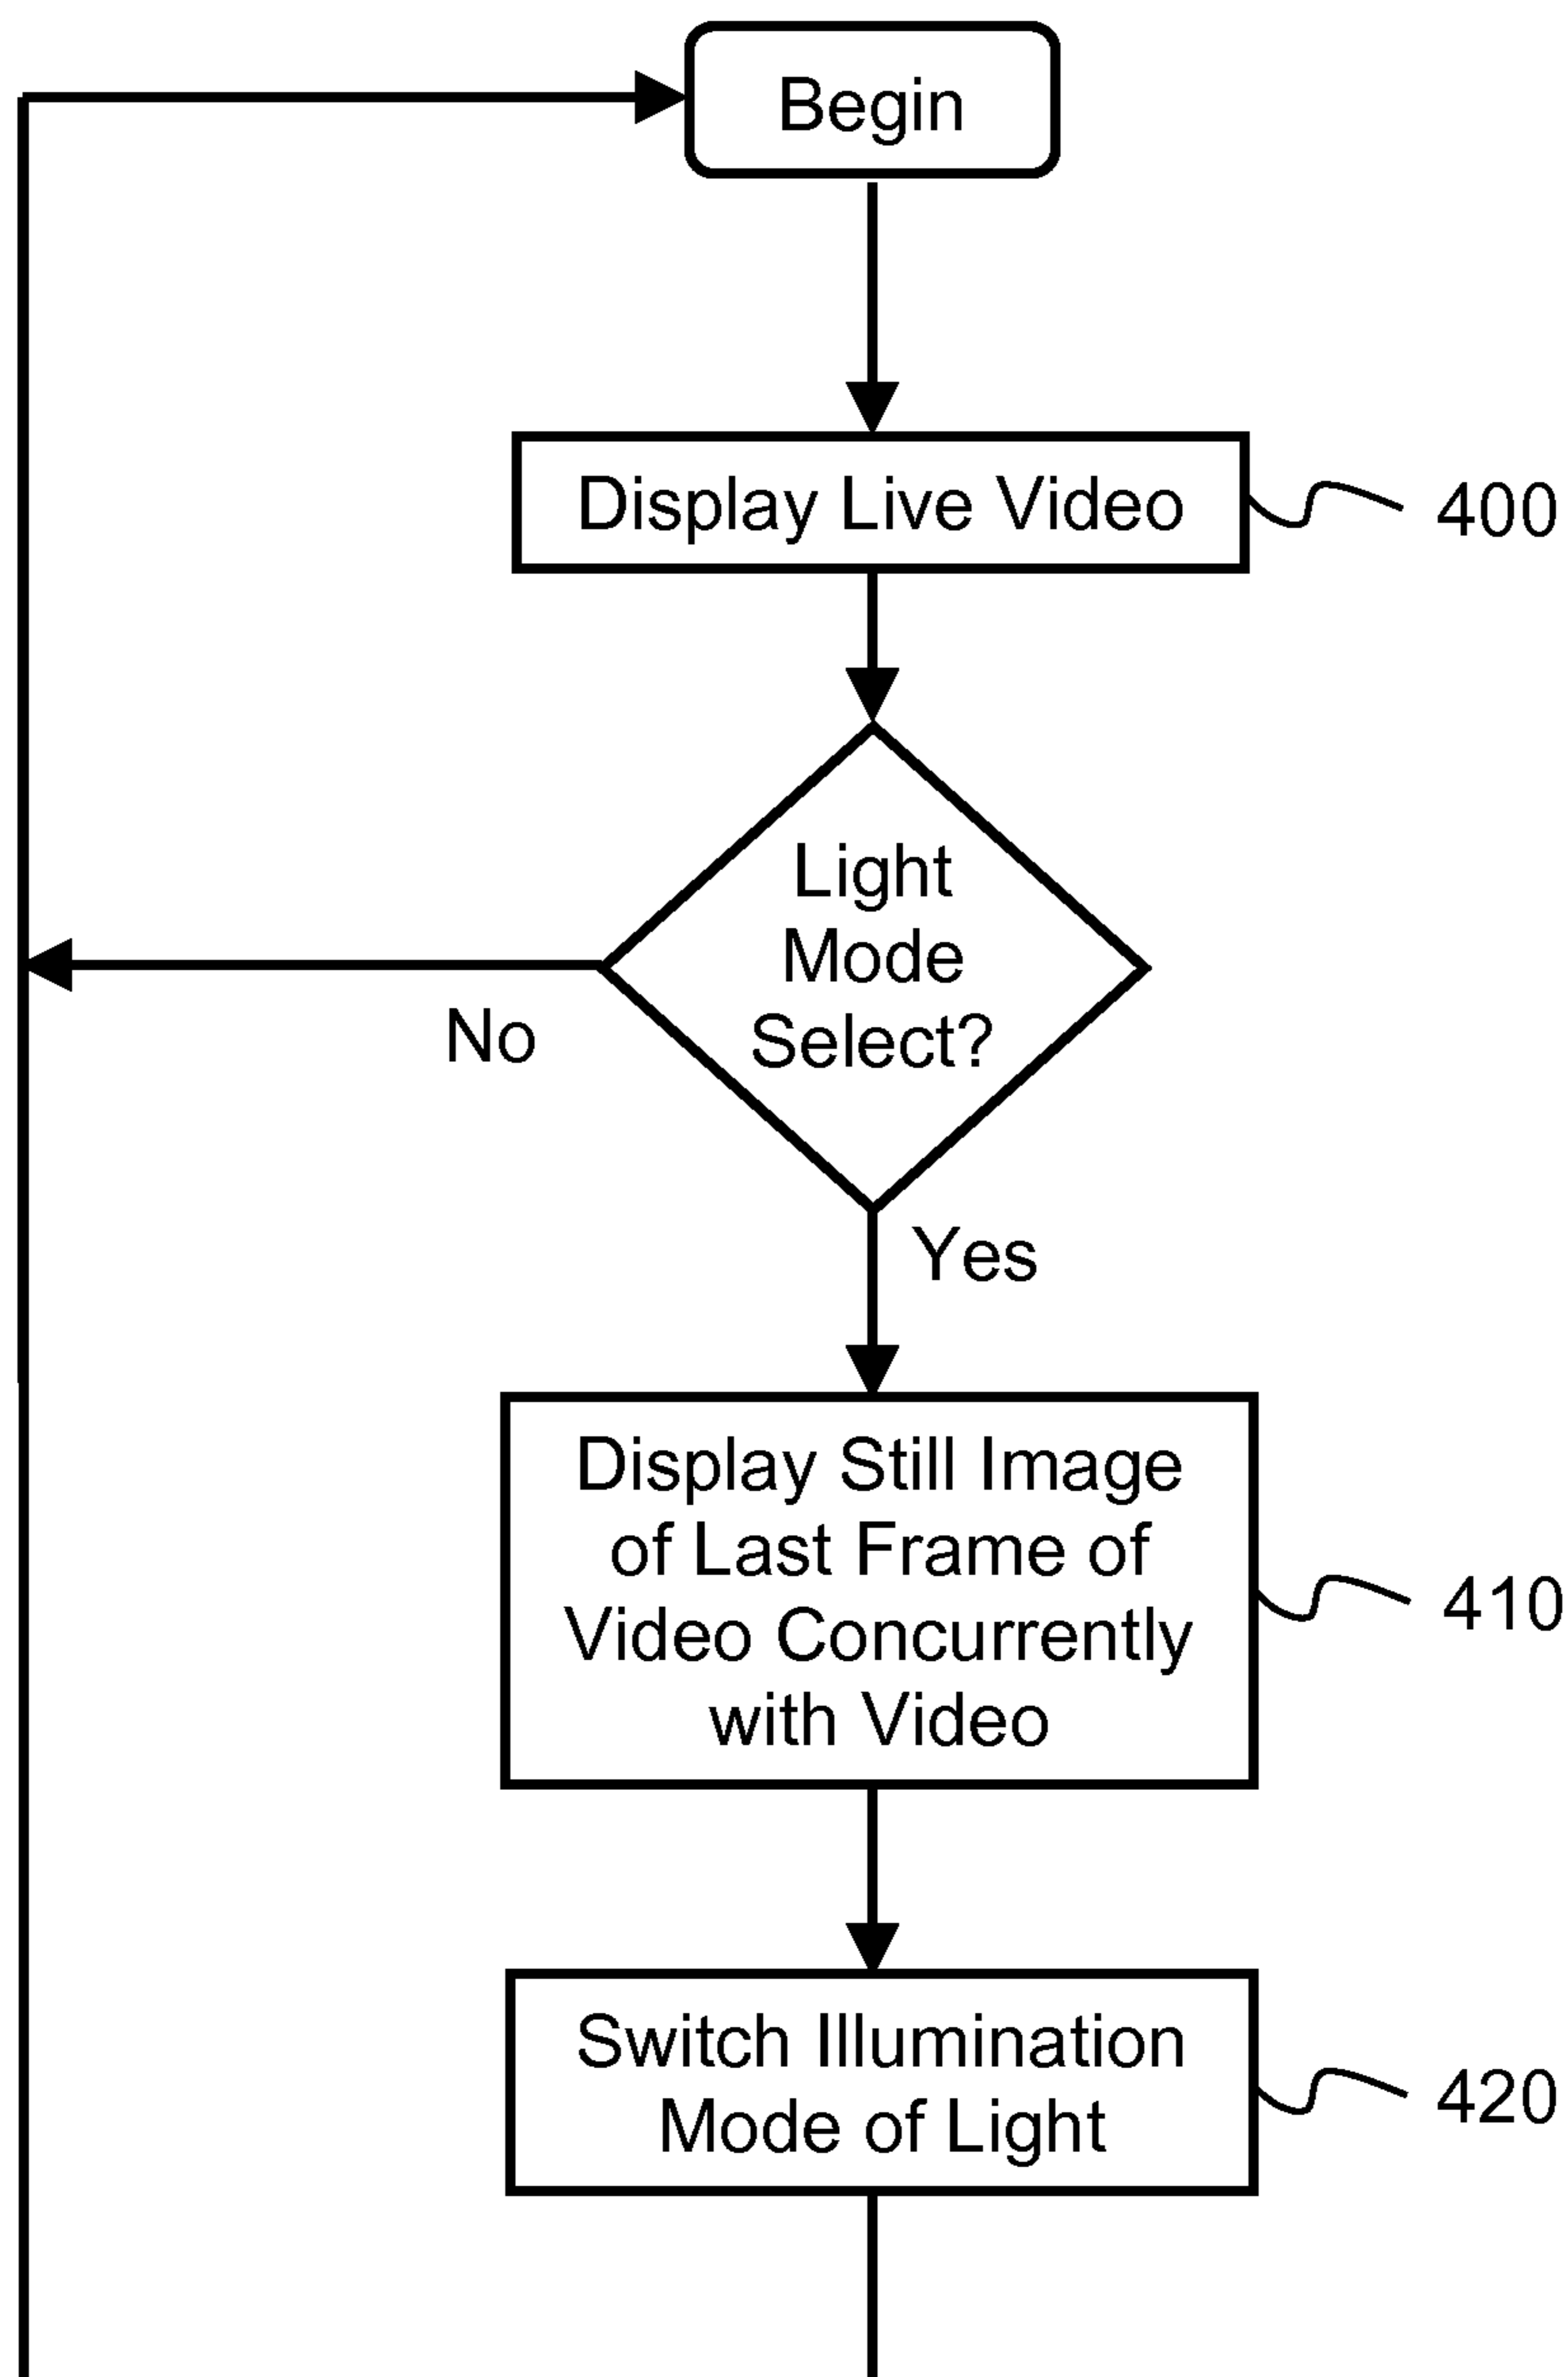 Begin
Display Live Video
400
Light
Mode
Select?
No
Yes
Display Still Image
of Last Frame of
Video Concurrently
with Video
410
Switch Illumination
Mode of Light
420